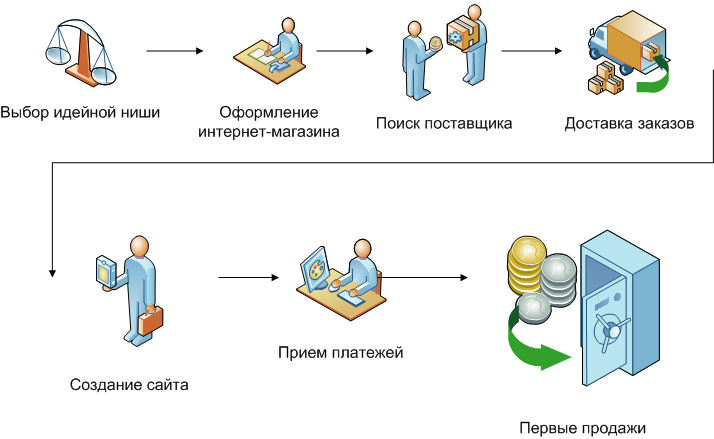 Выбор идейной ниши
Оформление
интернет-магазина
Поиск поставщика
Доставка заказов
Создание сайта
Прием платежей
Первые продажи